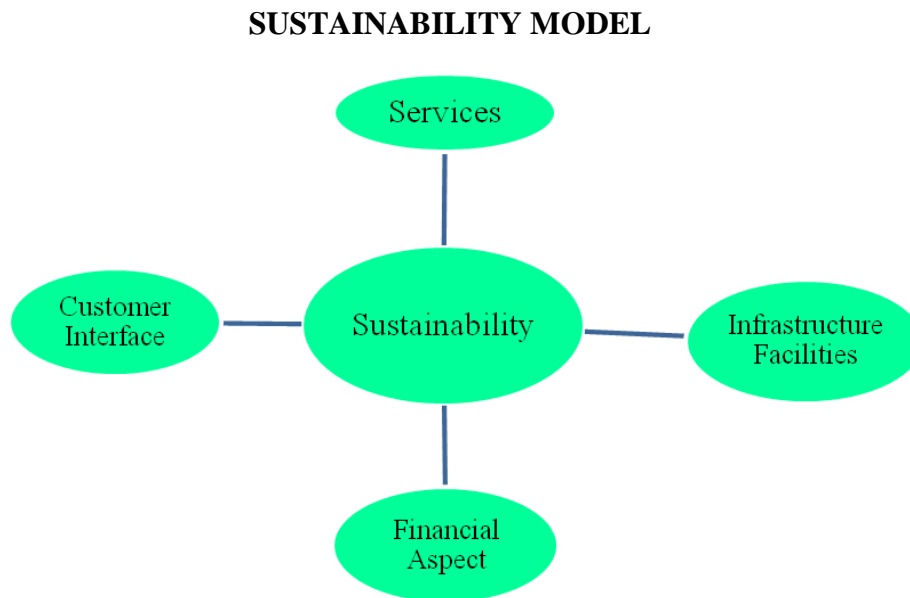 SUSTAINABILITY MODEL
Services
Customer
Interface
Sustainability
Infrastructure
Facilities
Financial
Aspect